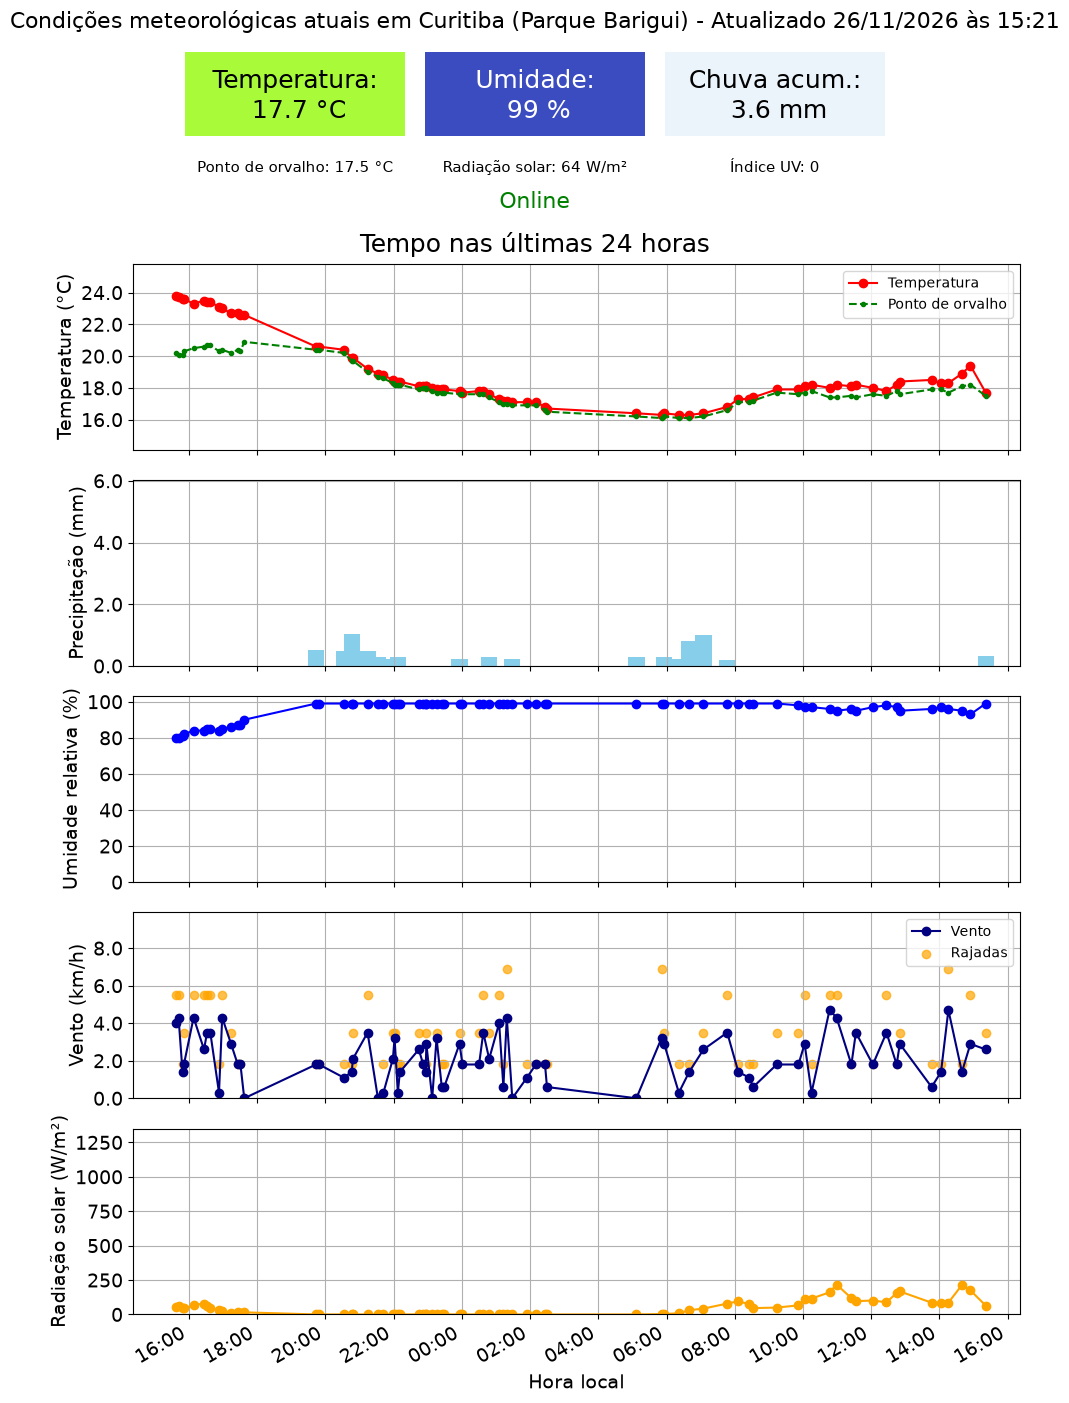 Condições meteorológicas atuais em Curitiba (Parque Barigui) - Atualizado 26/11/2026 às 15:21
Temperatura:
17.7 °C
Umidade:
99 %
Chuva acum.:
3.6 mm
Ponto de orvalho: 17.5 °C
Radiação solar: 64 W/m²
Índice UV: 0
Online
Tempo nas últimas 24 horas
Temperatura (°C)
24.0
22.0
20.0
18.0
16.0
Temperatura
Ponto de orvalho
Precipitação (mm)
6.0
4.0
2.0
0.0
Umidade relativa (%)
100
80
60
40
20
0
Vento (km/h)
8.0
6.0
4.0
2.0
0.0
Vento
Rajadas
Radiação solar (W/m²)
1250
1000
750
500
250
0
16:00
18:00
20:00
22:00
00:00
02:00
04:00
06:00
08:00
10:00
12:00
14:00
16:00
Hora local